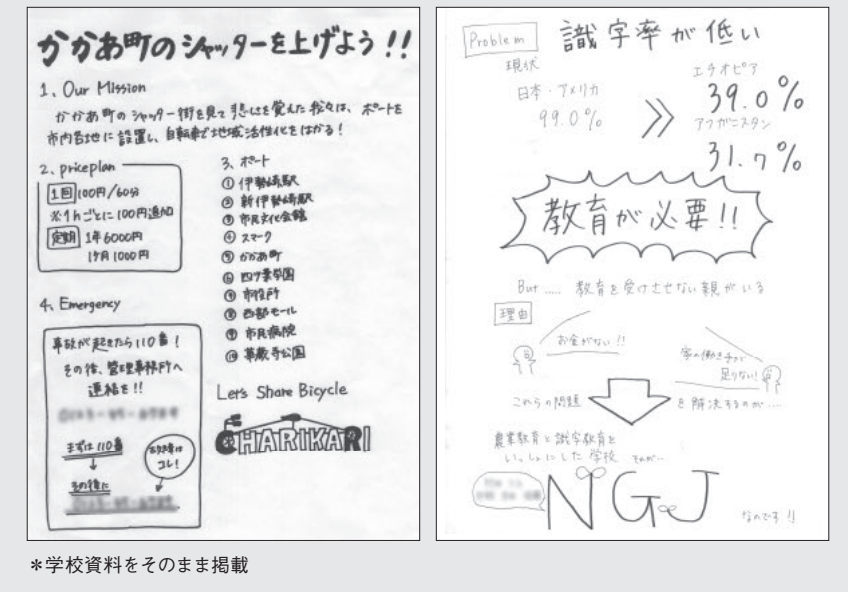 かかあ町のシャッターを上げよう!!
1、Our Mission
かかあ町のシャッター街を見て悲しさを覚えた我々は、ポートを
市内各地に設置し、自転車で地域活性化をはかる!
2、priceplan
1回 100円/60分
※1hごとに100円追加
定期 1年6000円
1ヶ月1000円
3、ポート
① 伊勢崎駅
② 新伊勢崎駅
③ 市民文化会館
④ スマーク
⑤ かかあ町
⑥ 四ツ葉学園
⑦ 市役所
⑧ 西部モール
⑨ 市民病院
⑩ 華蔵寺公園
4、Emergency
事故が起きたら110番!
その後、管理事務所へ
連絡を!!
まずは110番
↓
その後に
お困り事は
コレ!
Let's Share Bicycle
CHARIKARI
Problem 識字率が低い
現状
日本・アメリカ
99.0%
≫
エチオピア
39.0%
アフガニスタン
31.7%
教育が必要!!
But..... 教育を受けさせない親がいる
理由
お金がない!!
家の働き手が
足りない!
これらの問題 を解決するのが....
農業教育と識字教育を
いっしょにした学校 それが…
NGJ
なのです!!
*学校資料をそのまま掲載